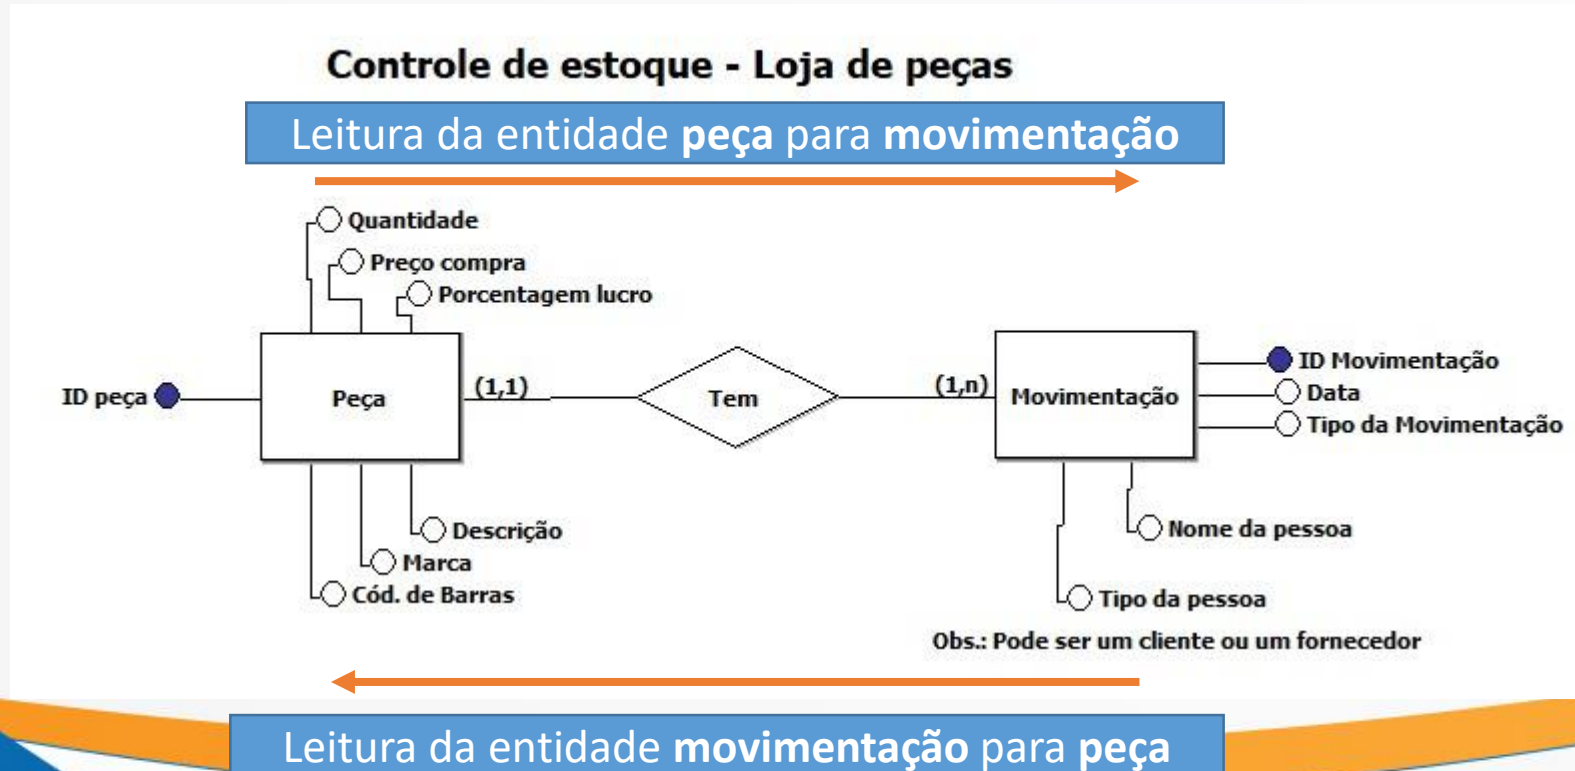 Controle de estoque - Loja de peças
Leitura da entidade peça para movimentação
Quantidade
Preço compra
Porcentagem lucro
ID peça
Peça
(1,1)
Tem
(1,n)
Movimentação
ID Movimentação
Data
Tipo da Movimentação
Descrição
Marca
Cód. de Barras
Nome da pessoa
Tipo da pessoa
Obs.: Pode ser um cliente ou um fornecedor
Leitura da entidade movimentação para peça